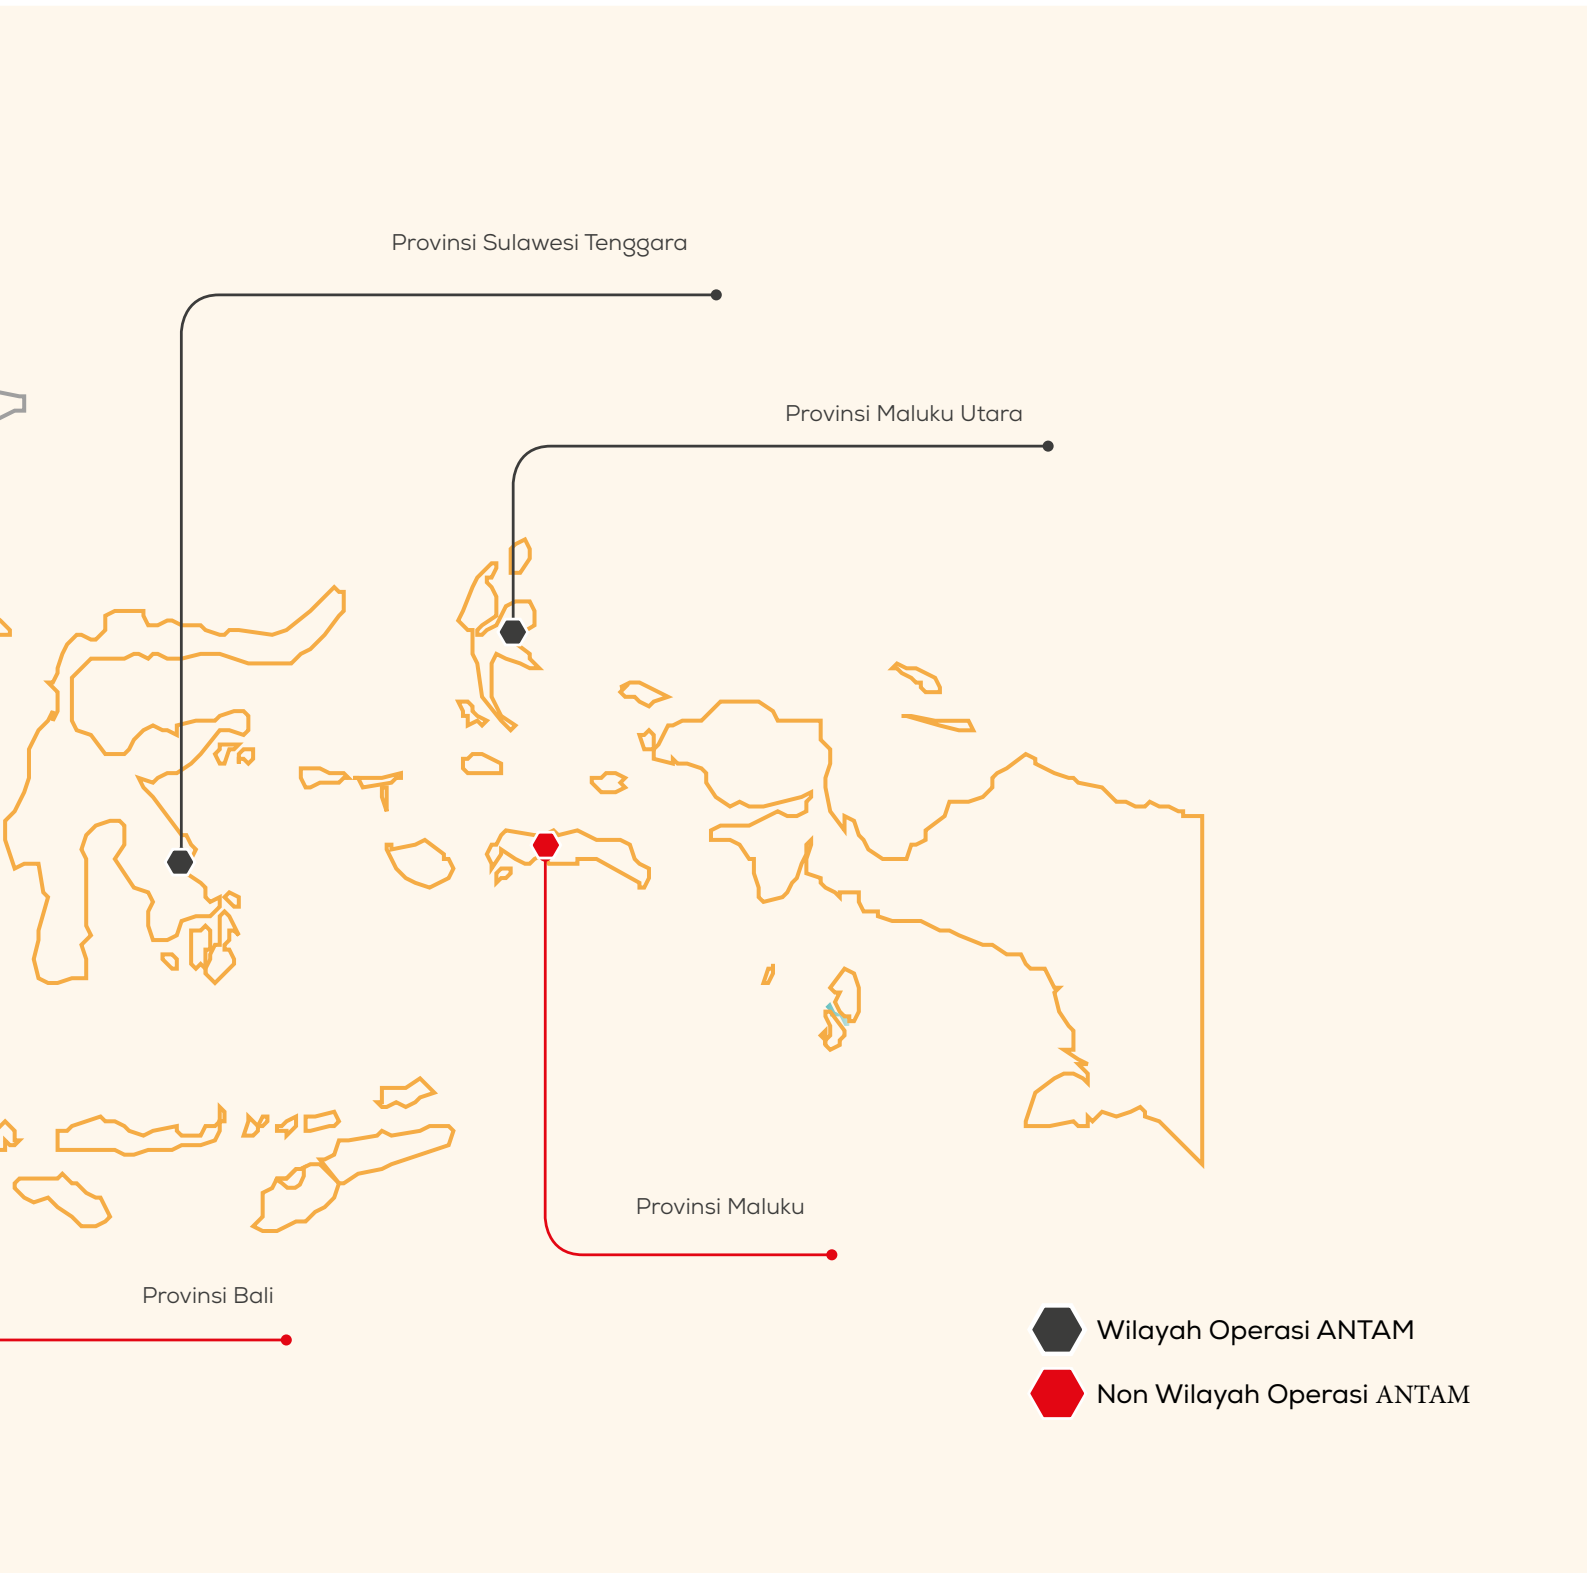 Provinsi Sulawesi Tenggara
Provinsi Maluku Utara
Provinsi Maluku
Provinsi Bali
Wilayah Operasi ANTAM
Non Wilayah Operasi ANTAM